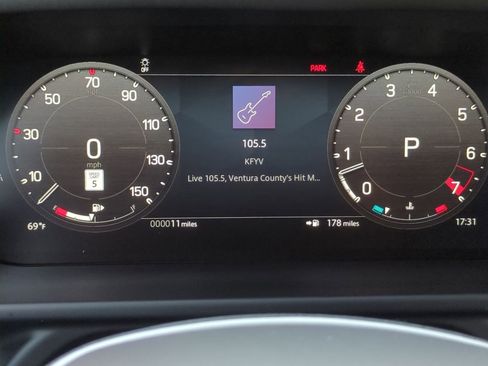 OFF
PARK
10
30
50
70
90
110
130
150
0
mph
SPEED
LIMIT
5
105.5
KFYV
Live 105.5, Ventura County's Hit M...
0
1
2
3
4
5
6
7
P
69°F
000011 miles
178 miles
17:31